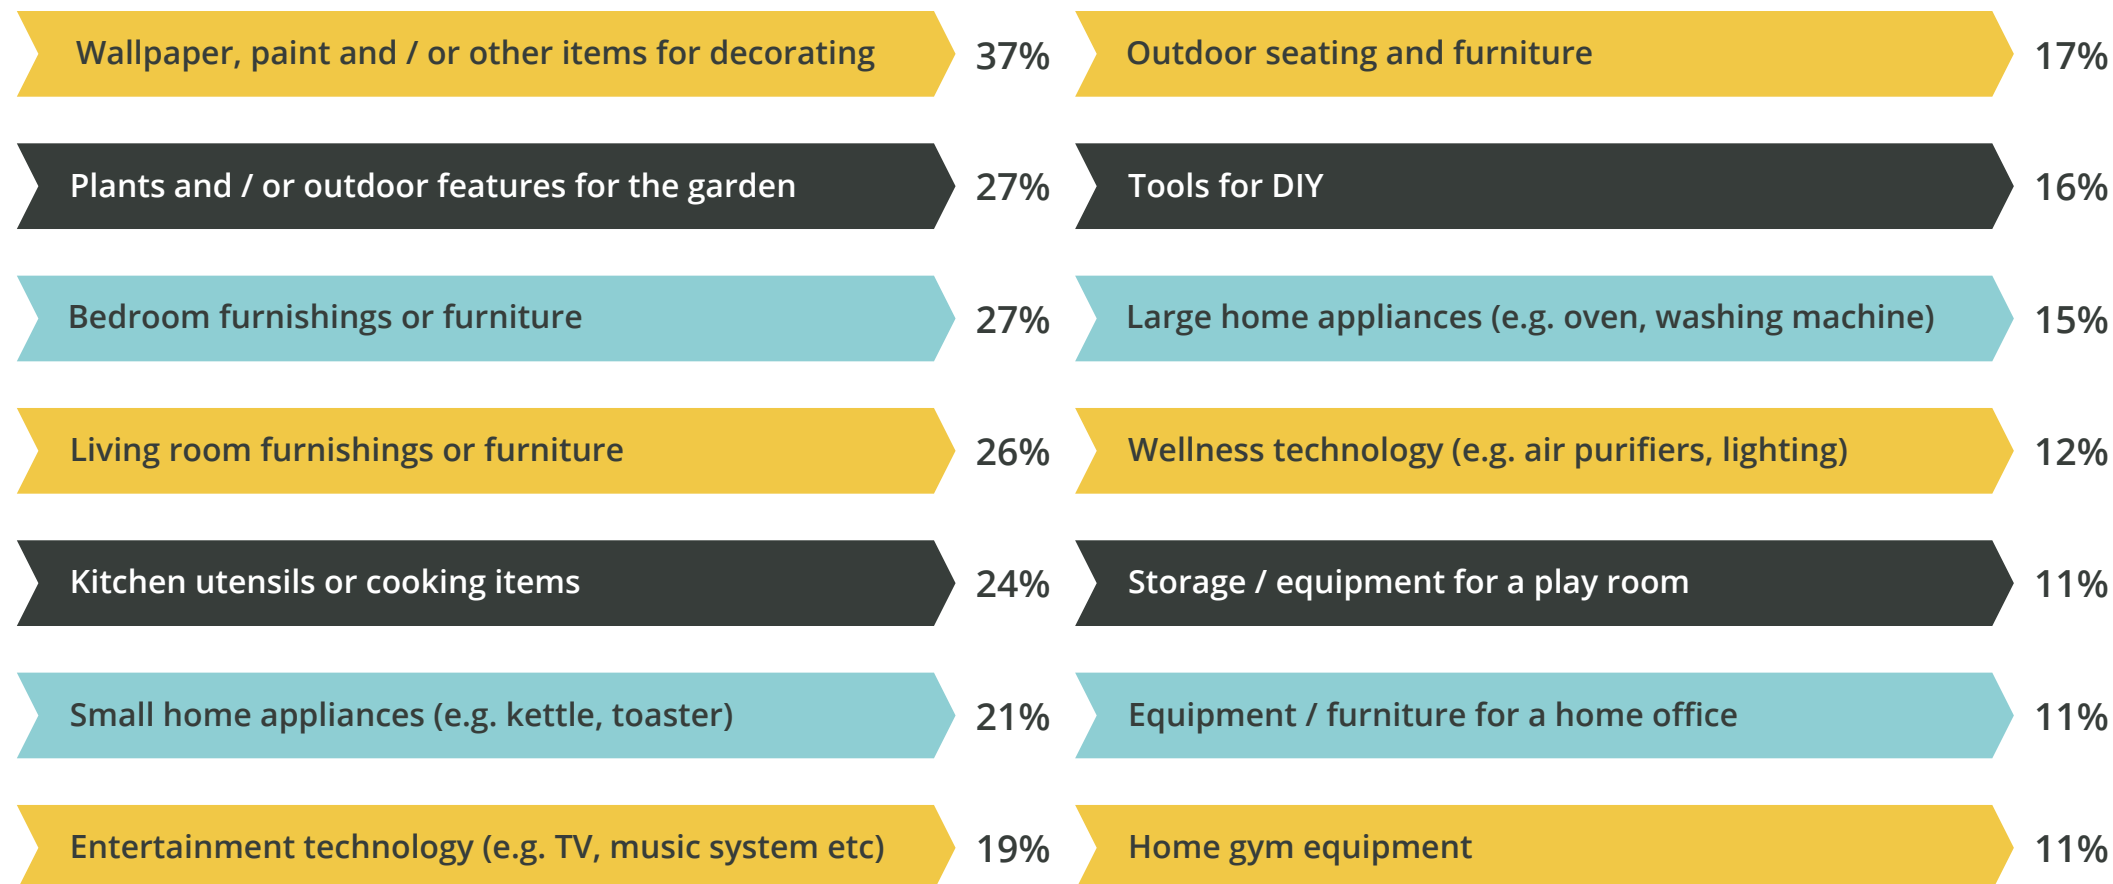 Wallpaper, paint and / or other items for decorating 37%
Plants and / or outdoor features for the garden 27%
Bedroom furnishings or furniture 27%
Living room furnishings or furniture 26%
Kitchen utensils or cooking items 24%
Small home appliances (e.g. kettle, toaster) 21%
Entertainment technology (e.g. TV, music system etc) 19%
Outdoor seating and furniture 17%
Tools for DIY 16%
Large home appliances (e.g. oven, washing machine) 15%
Wellness technology (e.g. air purifiers, lighting) 12%
Storage / equipment for a play room 11%
Equipment / furniture for a home office 11%
Home gym equipment 11%